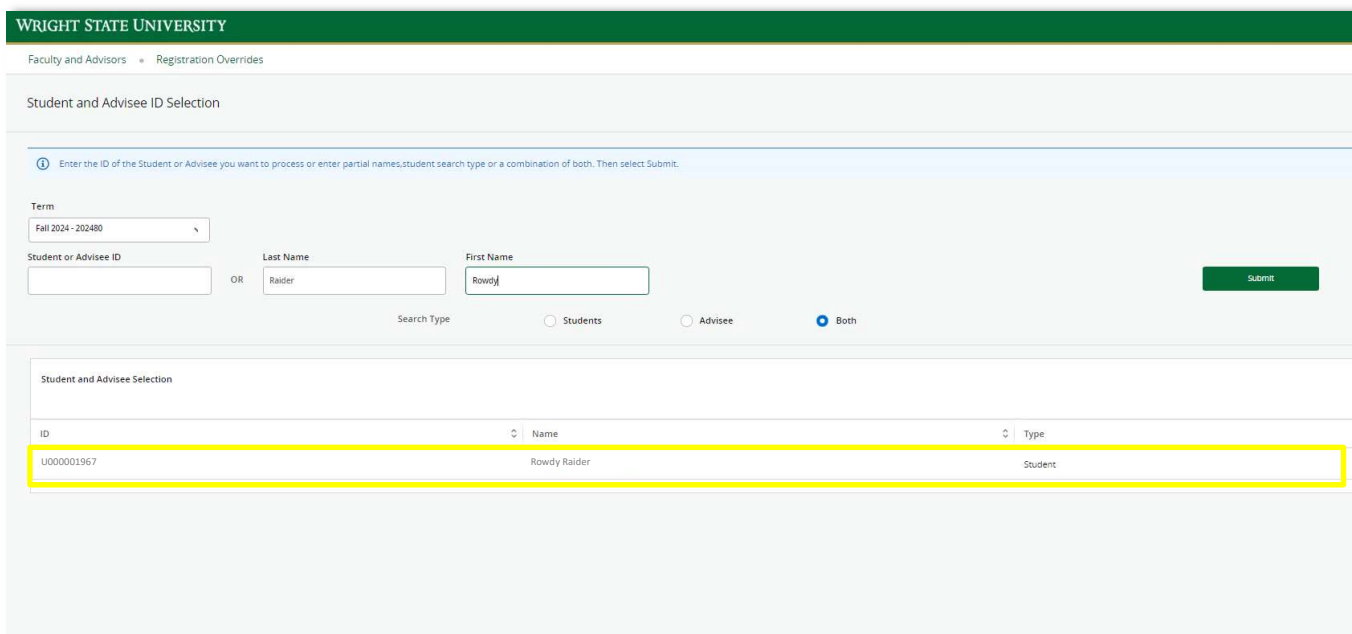 WRIGHT STATE UNIVERSITY
Faculty and Advisors • Registration Overrides
Student and Advisee ID Selection
Enter the ID of the Student or Advisee you want to process or enter partial names,student search type or a combination of both. Then select Submit.
Term
Fall 2024 - 202480
Student or Advisee ID Last Name First Name
OR Raider Rowdy Submit
Search Type Students Advisee Both
Student and Advisee Selection
ID Name Type
U000001967 Rowdy Raider Student